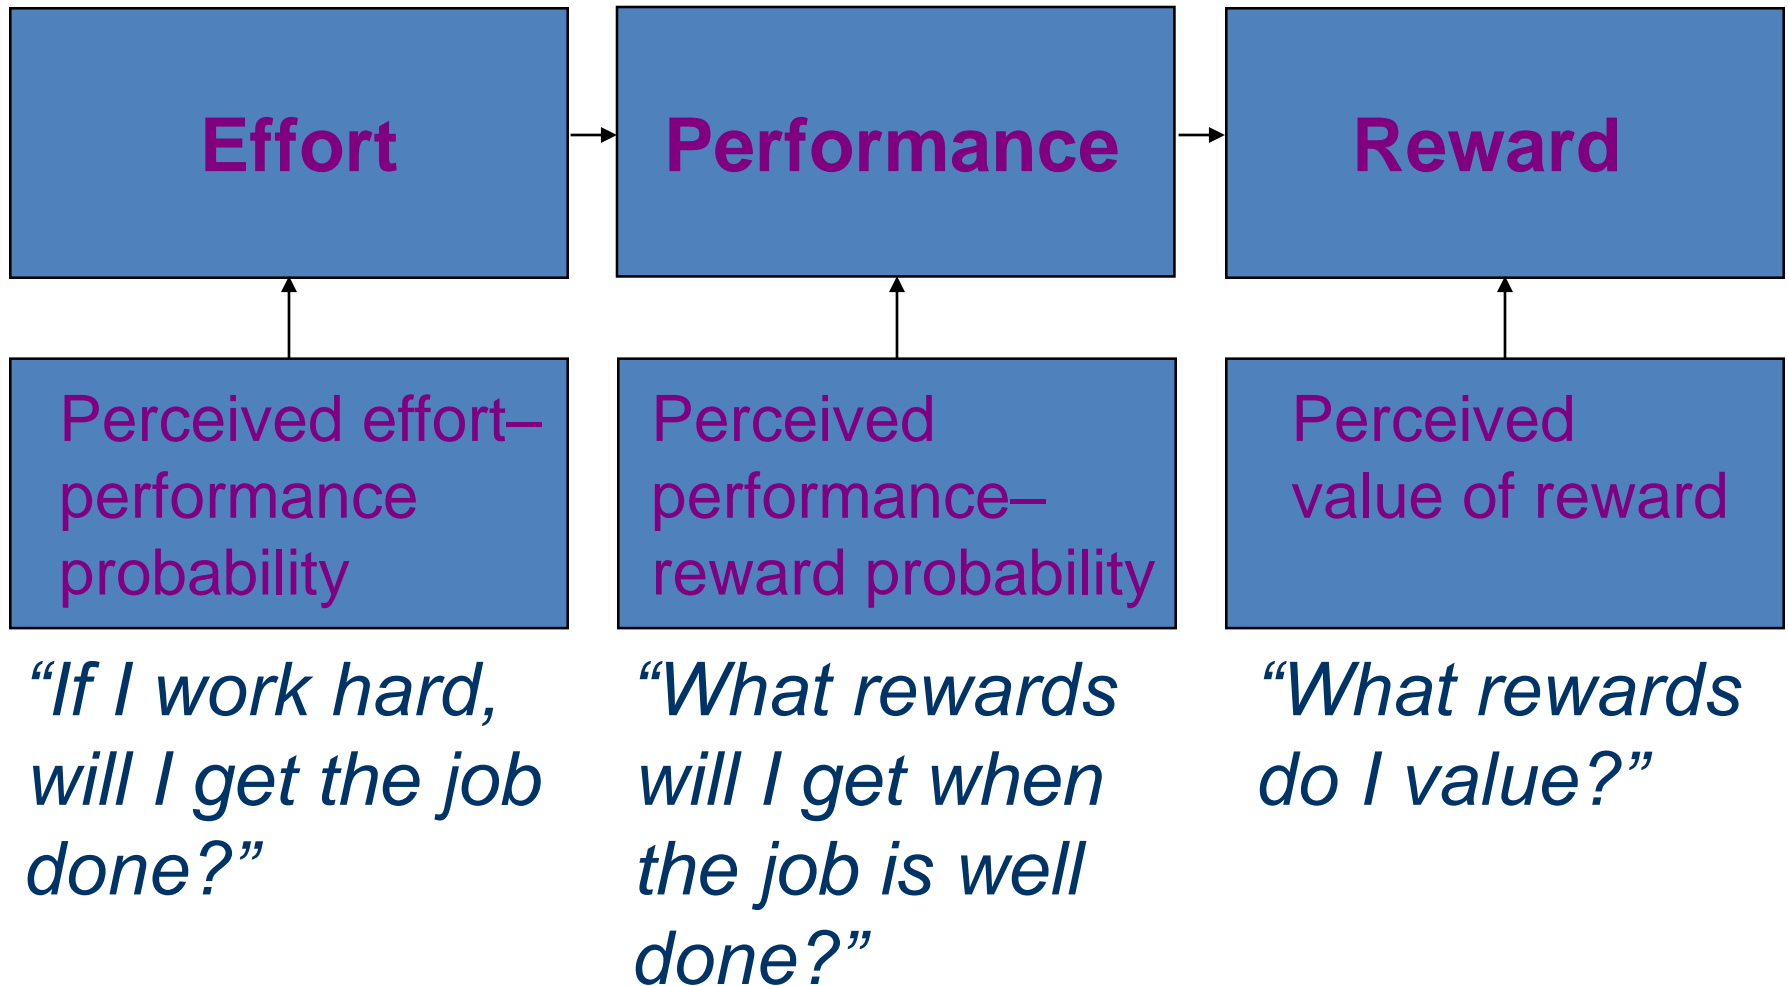 Effort
Performance
Reward
Perceived effort–
performance
probability
Perceived
performance–
reward probability
Perceived
value of reward
“If I work hard,
will I get the job
done?”
“What rewards
will I get when
the job is well
done?”
“What rewards
do I value?”